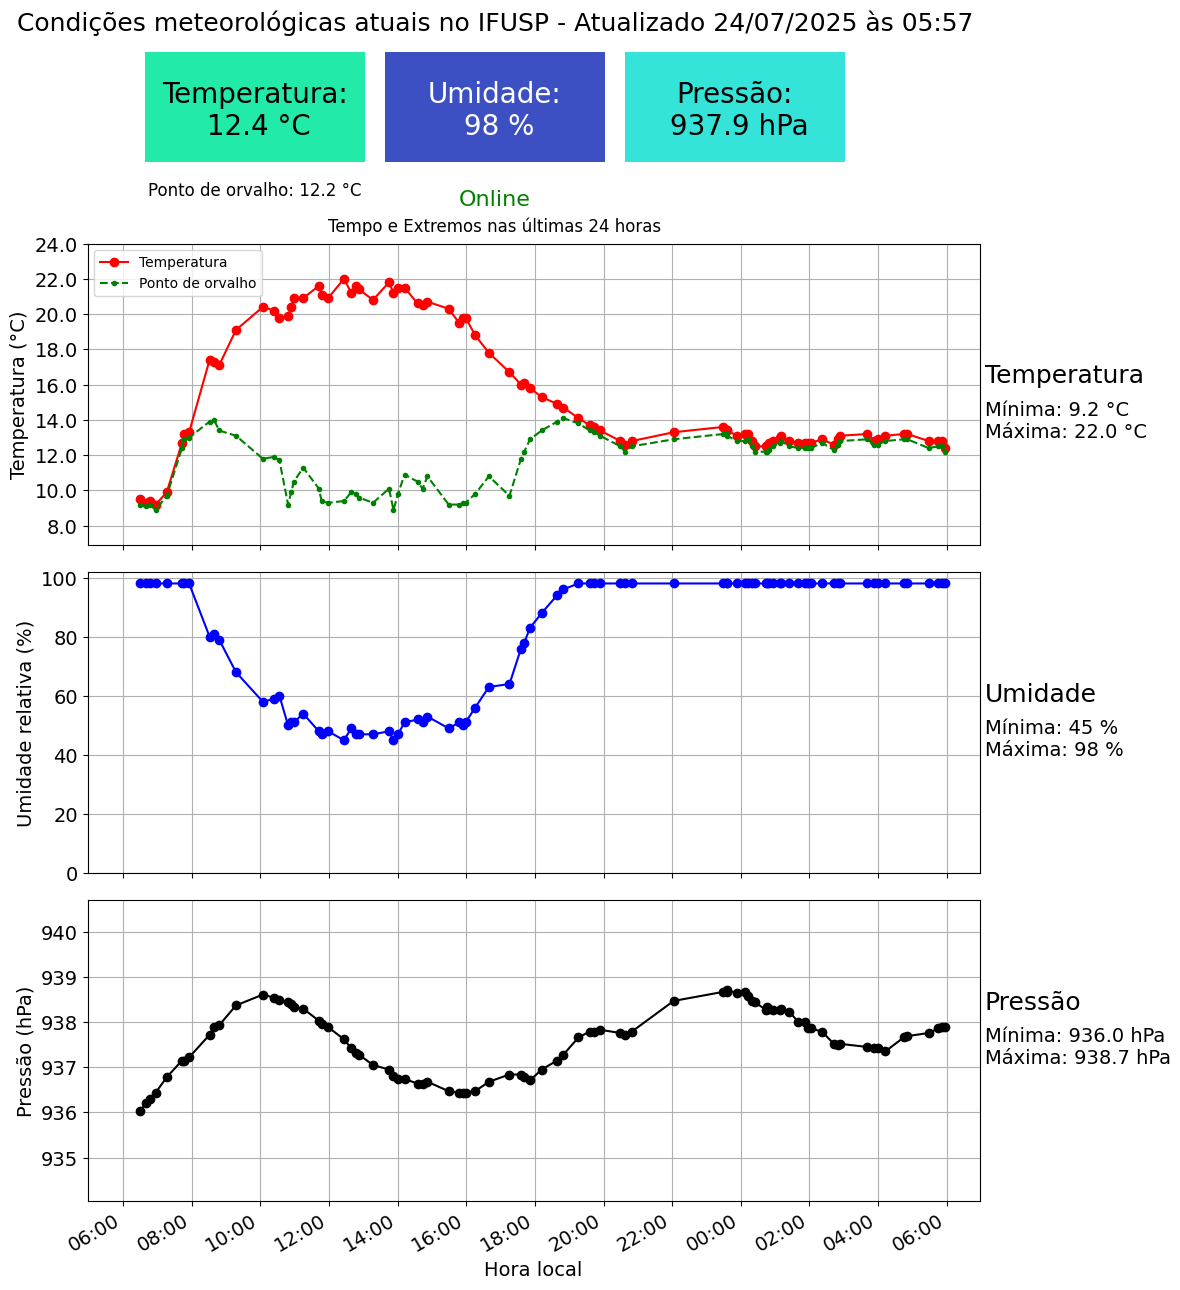 Condições meteorológicas atuais no IFUSP - Atualizado 24/07/2025 às 05:57
Temperatura:
12.4 °C
Umidade:
98 %
Pressão:
937.9 hPa
Ponto de orvalho: 12.2 °C
Online
Tempo e Extremos nas últimas 24 horas
Temperatura
Ponto de orvalho
Temperatura (°C)
24.0
22.0
20.0
18.0
16.0
14.0
12.0
10.0
8.0
Temperatura
Mínima: 9.2 °C
Máxima: 22.0 °C
Umidade relativa (%)
100
80
60
40
20
0
Umidade
Mínima: 45 %
Máxima: 98 %
Pressão (hPa)
940
939
938
937
936
935
Pressão
Mínima: 936.0 hPa
Máxima: 938.7 hPa
06:00
08:00
10:00
12:00
14:00
16:00
18:00
20:00
22:00
00:00
02:00
04:00
06:00
Hora local